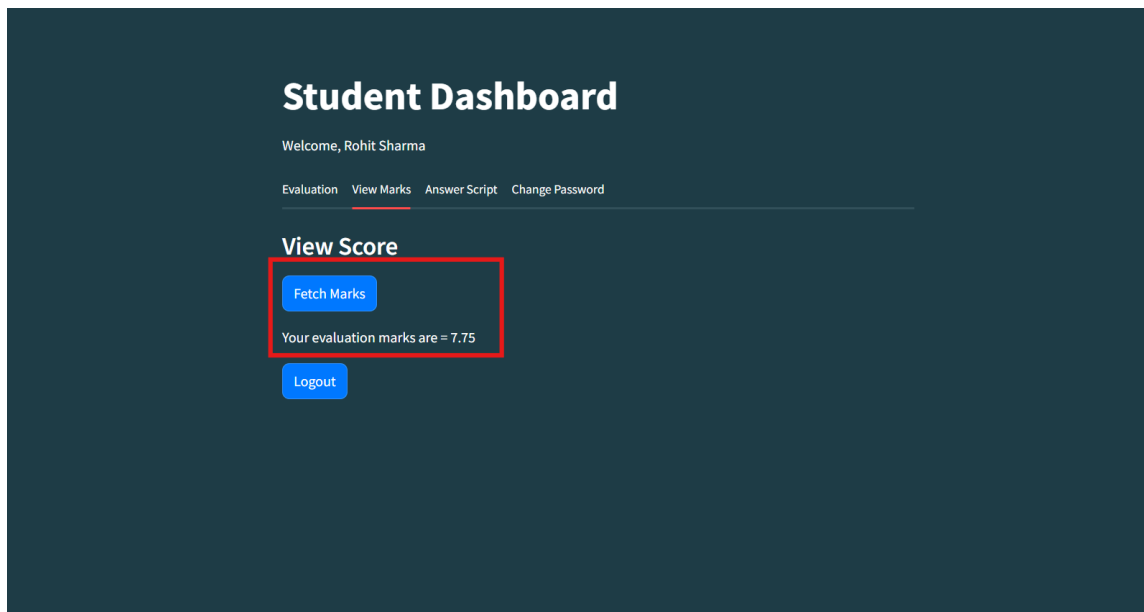 Student Dashboard
Welcome, Rohit Sharma
Evaluation View Marks Answer Script Change Password
View Score
Fetch Marks
Your evaluation marks are = 7.75
Logout